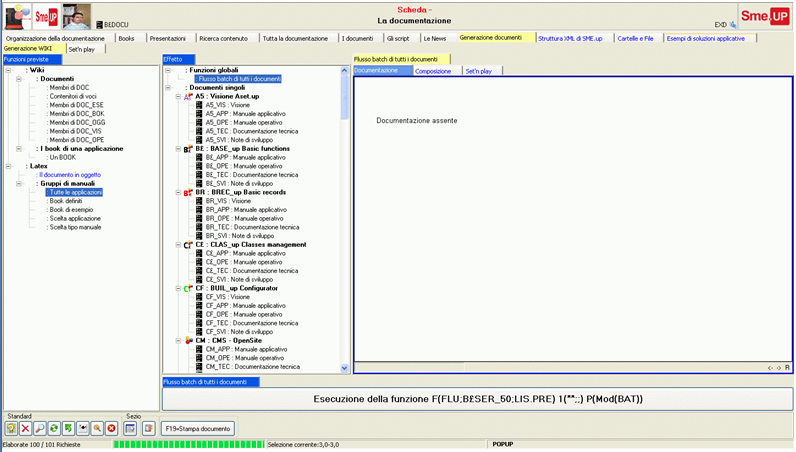 Scheda -
La documentazione
Sme.UP
BEDOCU
EXD
Sme.UP
Organizzazione della documentazione
Books
Presentazioni
Ricerca contenuto
Tutta la documentazione
I documenti
Gli script
Le News
Generazione documenti
Struttura XML di SME.up
Cartelle e File
Esempi di soluzioni applicative
Generazione WIKI
Set'n play
Funzioni previste
: Wiki
: Documenti
: Membri di DOC
: Contenitori di voci
: Membri di DOC_ESE
: Membri di DOC_BOK
: Membri di DOC_OGG
: Membri di DOC_VIS
: Membri di DOC_OPE
: I book di una applicazione
: Un BOOK
: Latex
: Il documento in oggetto
: Gruppi di manuali
: Tutte le applicazioni
: Book definiti
: Book di esempio
: Scelta applicazione
: Scelta tipo manuale
Effetto
: Funzioni globali
: Flusso batch di tutti i documenti
: Documenti singoli
A5 : Visione Aset.up
A5_VIS : Visione
A5_APP : Manuale applicativo
A5_OPE : Manuale operativo
A5_TEC : Documentazione tecnica
A5_SVI : Note di sviluppo
B£ : BASE_up Basic functions
B£_APP : Manuale applicativo
B£_OPE : Manuale operativo
B£_TEC : Documentazione tecnica
B£_SVI : Note di sviluppo
BR : BREC_up Basic records
BR_VIS : Visione
BR_APP : Manuale applicativo
BR_OPE : Manuale operativo
BR_TEC : Documentazione tecnica
BR_SVI : Note di sviluppo
C£ : CLAS_up Classes management
C£_APP : Manuale applicativo
C£_OPE : Manuale operativo
C£_TEC : Documentazione tecnica
C£_SVI : Note di sviluppo
CF : BUIL_up Configurator
CF_VIS : Visione
CF_APP : Manuale applicativo
CF_OPE : Manuale operativo
CF_TEC : Documentazione tecnica
CF_SVI : Note di sviluppo
CM : CMS - OpenSite
CM_APP : Manuale applicativo
CM_OPE : Manuale operativo
CM_TEC : Documentazione tecnica
Flusso batch di tutti i documenti
Documentazione
Composizione
Set'n play
Documentazione assente
<- -> R
Flusso batch di tutti i documenti
Esecuzione della funzione F(FLU;B£SER_50;LIS.PRE) 1("";;) P(Mod(BAT))
Standard
Sezio
F19=Stampa documento
Elaborate 100 / 101 Richieste
Selezione corrente:3,0-3,0
POPUP